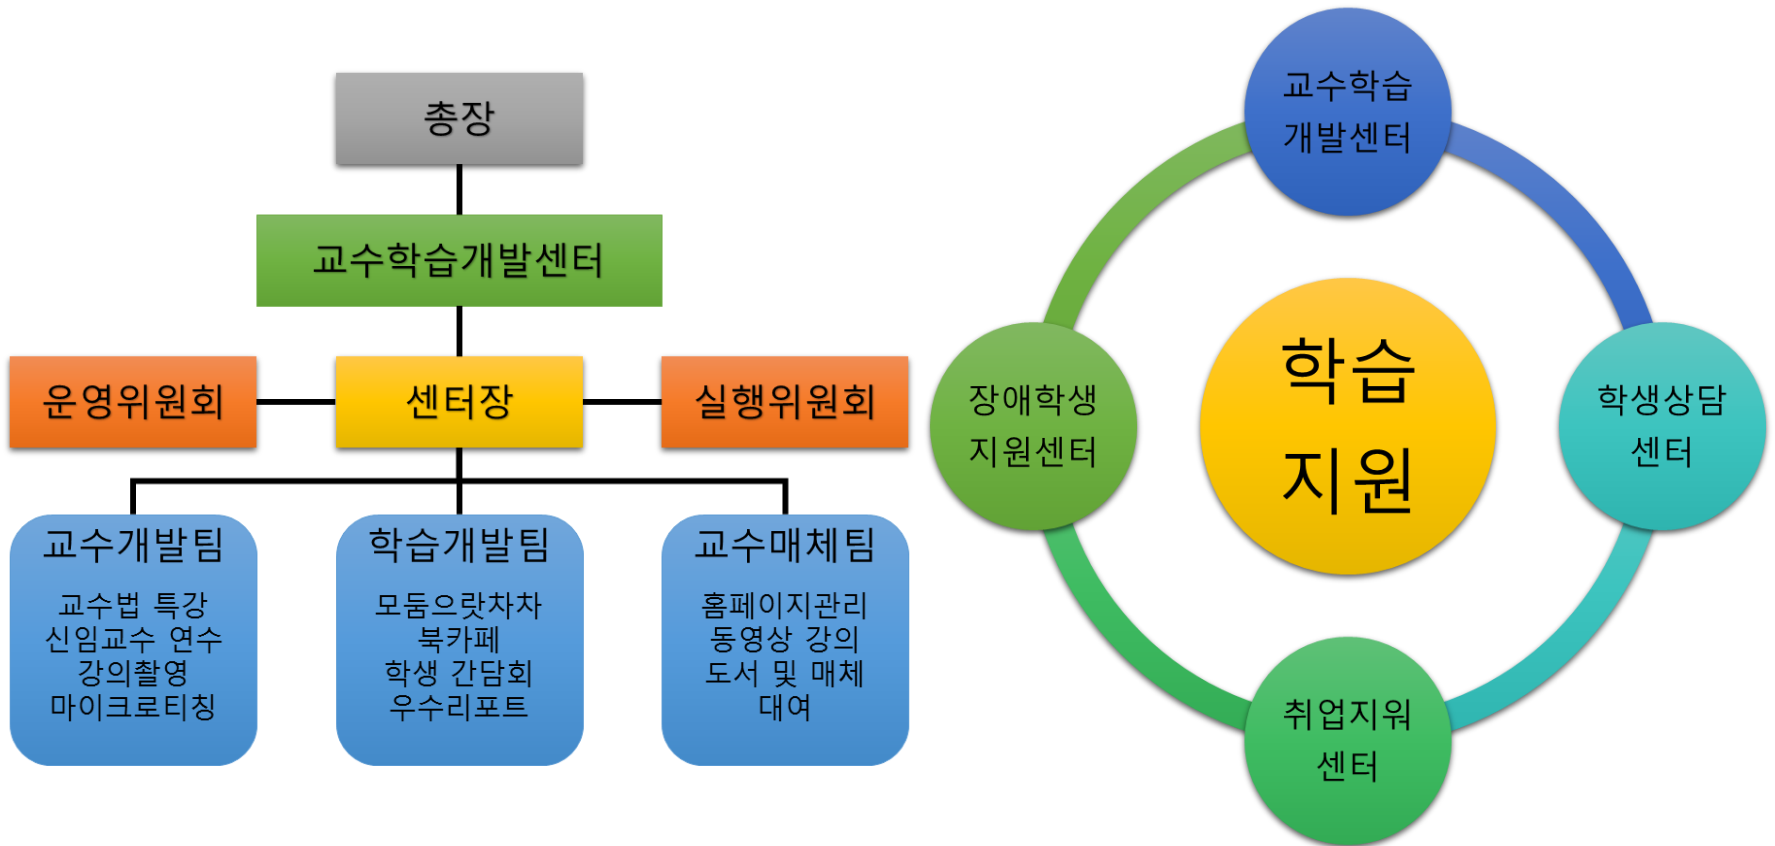 총장
교수학습개발센터
운영위원회
센터장
실행위원회
교수개발팀
교수법 특강
신임교수 연수
강의촬영
마이크로티칭
학습개발팀
모둠으랏차차
북카페
학생 간담회
우수리포트
교수매체팀
홈페이지관리
동영상 강의
도서 및 매체
대여
교수학습
개발센터
학습
지원
장애학생
지원센터
학생상담
센터
취업지워
센터